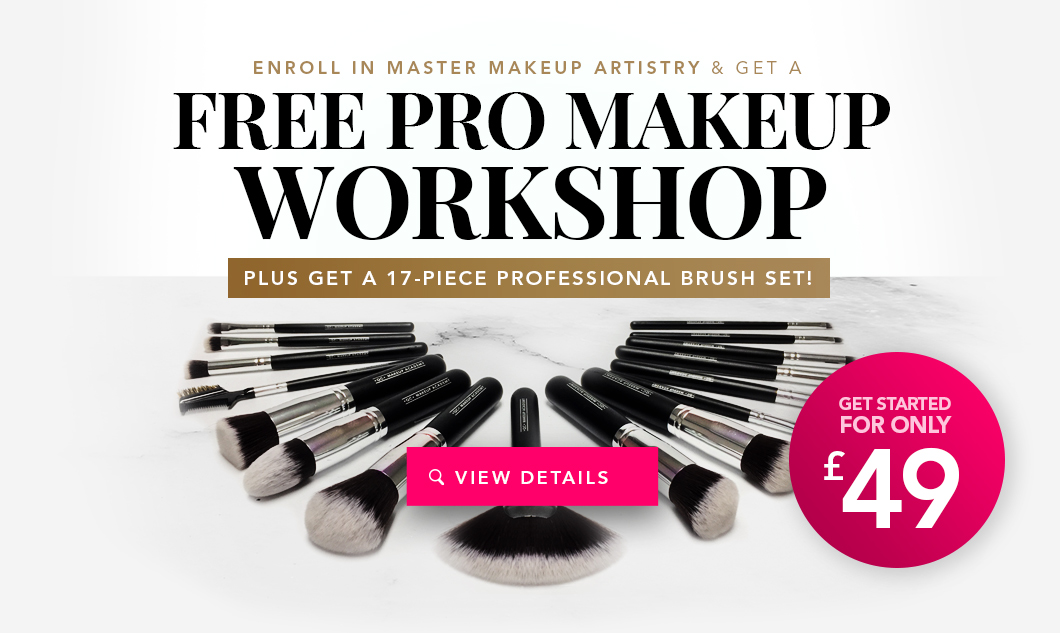 ENROLL IN MASTER MAKEUP ARTISTRY & GET A
FREE PRO MAKEUP
WORKSHOP
PLUS GET A 17-PIECE PROFESSIONAL BRUSH SET!
VIEW DETAILS
GET STARTED
FOR ONLY
£49